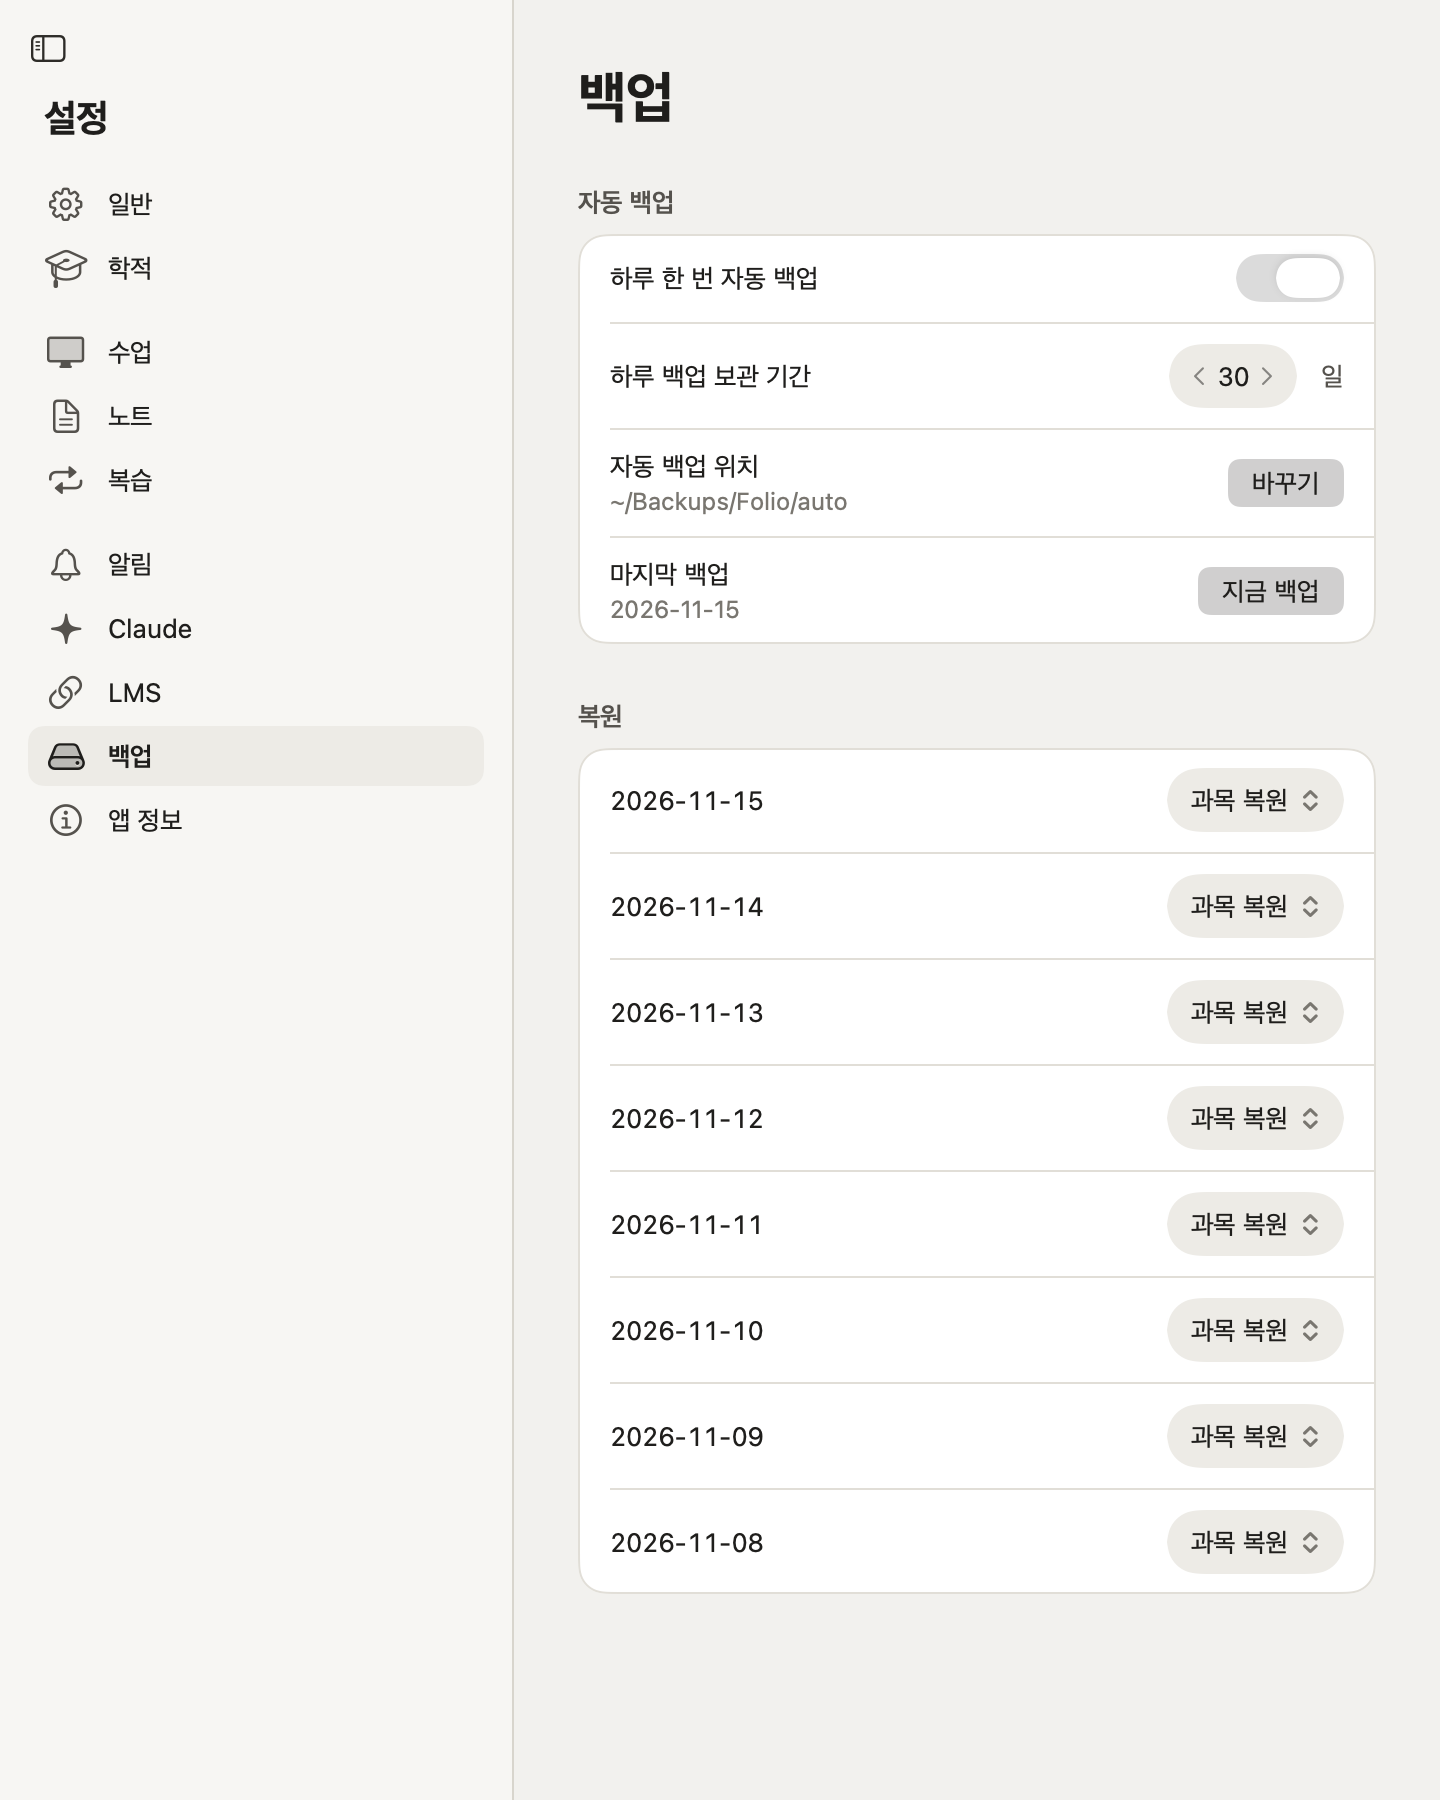 설정
일반
학적
수업
노트
복습
알림
Claude
LMS
백업
앱 정보
백업
자동 백업
하루 한 번 자동 백업
하루 백업 보관 기간
30 일
자동 백업 위치
~/Backups/Folio/auto
바꾸기
마지막 백업
2026-11-15
지금 백업
복원
2026-11-15 과목 복원
2026-11-14 과목 복원
2026-11-13 과목 복원
2026-11-12 과목 복원
2026-11-11 과목 복원
2026-11-10 과목 복원
2026-11-09 과목 복원
2026-11-08 과목 복원